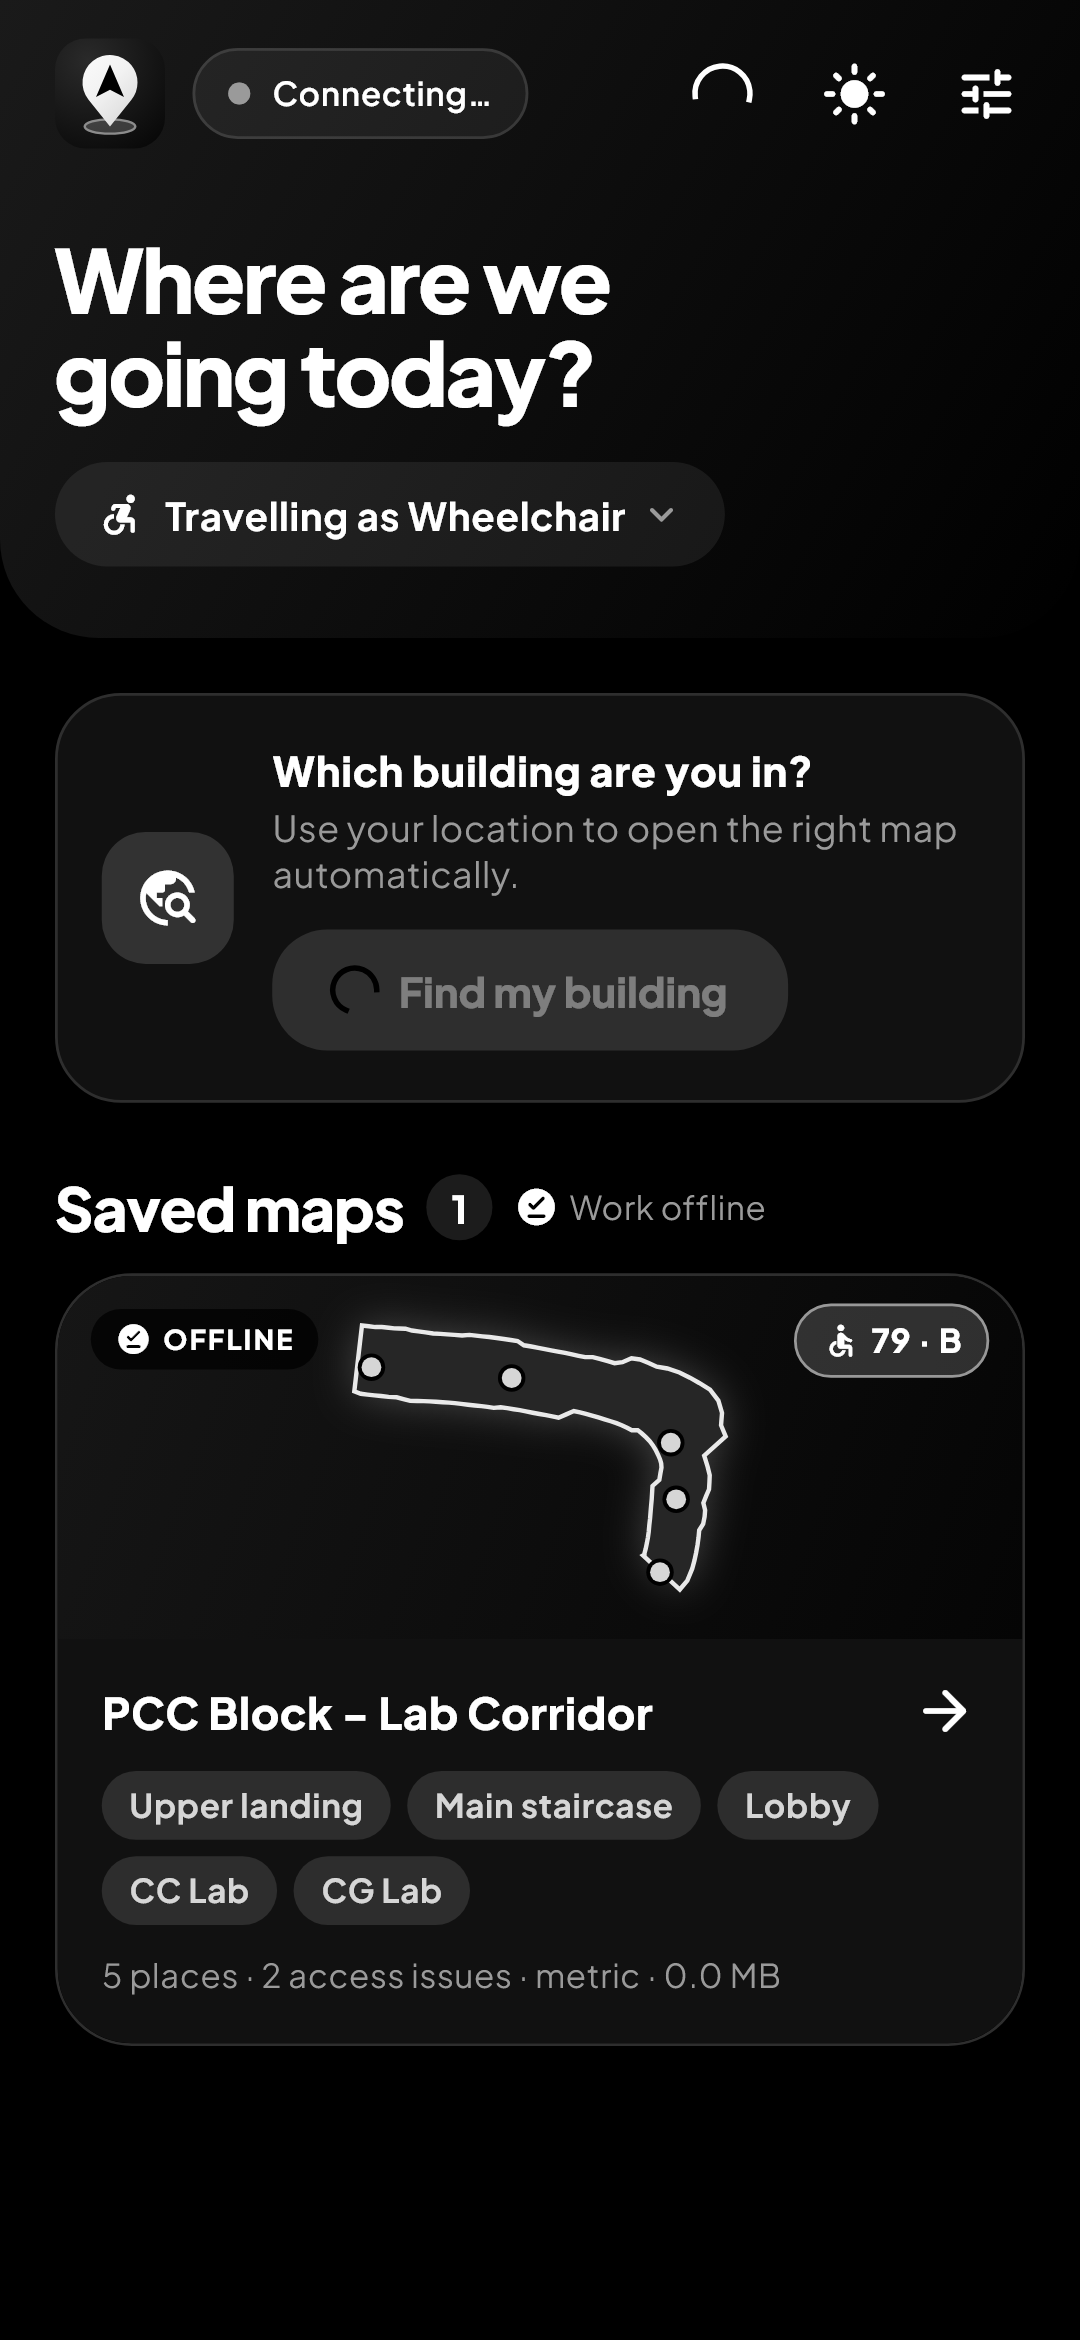 Connecting...
Where are we
going today?
Travelling as Wheelchair
Which building are you in?
Use your location to open the right map
automatically.
Find my building
Saved maps 1 Work offline
OFFLINE 79 · B
PCC Block – Lab Corridor
Upper landing Main staircase Lobby
CC Lab CG Lab
5 places · 2 access issues · metric · 0.0 MB